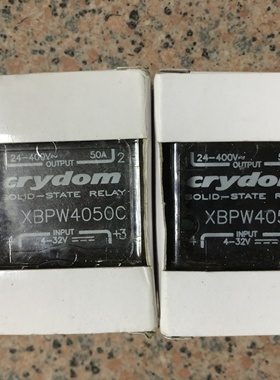 24-400V~ 50A 2
OUTPUT
crydom
SOLID-STATE RELAY
XBPW4050C
INPUT +3
4-32V
24-400V~
OUTPUT
crydom
SOLID-STATE
INPUT
4 4-32V